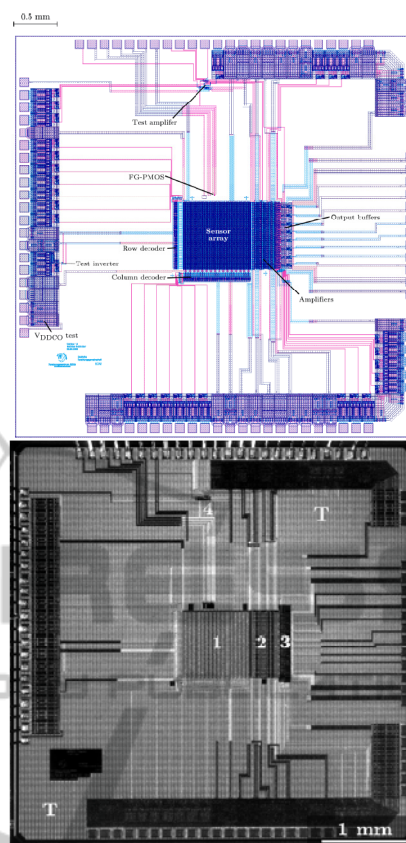 0.5 mm
Test amplifer
FG-PMOS
Sensor
array
Output buffers
Row decoder
Test inverter
Column decoder
Amplifiers
VDDCO test
4
T
1
2
3
T
1 mm